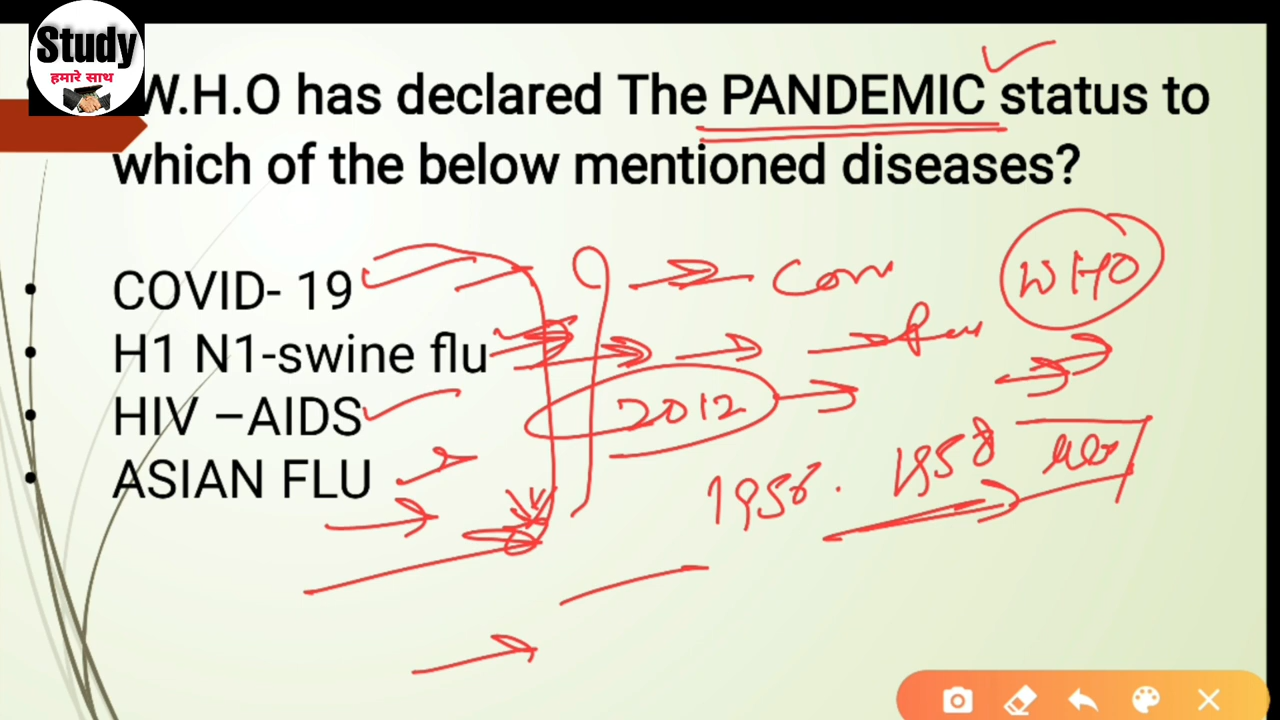 Study
हमारे साथ
W.H.O has declared The PANDEMIC status to
which of the below mentioned diseases?
• COVID- 19
• H1 N1-swine flu
• HIV –AIDS
• ASIAN FLU
WHO
2012
1956. 1958